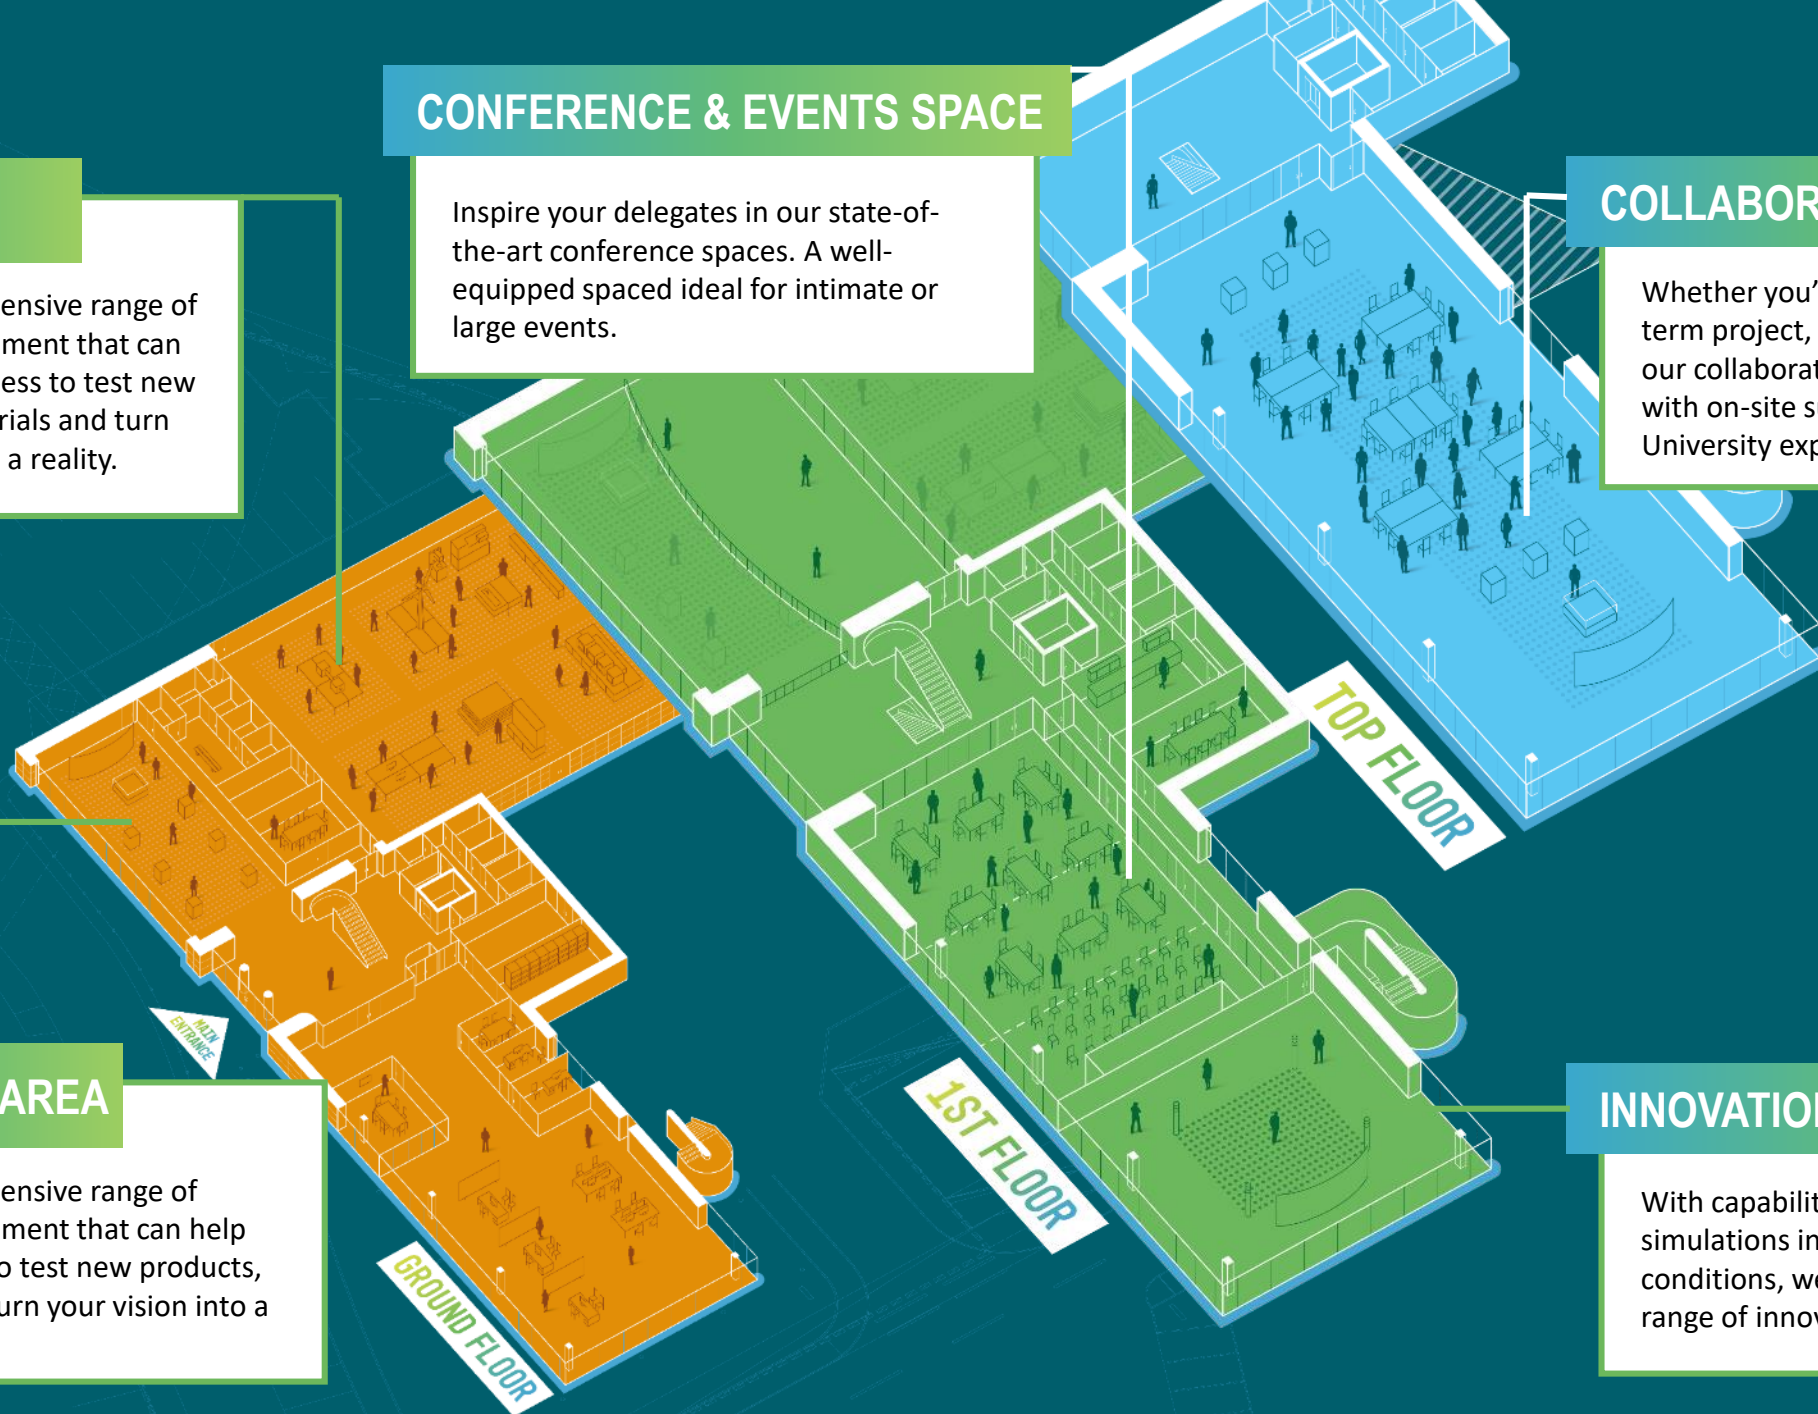 CONFERENCE & EVENTS SPACE
Inspire your delegates in our state-of-
the-art conference spaces. A well-
equipped spaced ideal for intimate or
large events.
ensive range of
ment that can
ess to test new
rials and turn
a reality.
COLLABOR
Whether you'
term project,
our collaborat
with on-site s
University exp
TOP FLOOR
MAIN
ENTRANCE
AREA
ensive range of
ment that can help
o test new products,
urn your vision into a
1ST FLOOR
GROUND FLOOR
INNOVATION
With capabilit
simulations in
conditions, we
range of innov